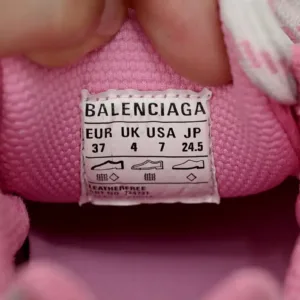 BALENCIAGA
EUR UK USA JP
37 4 7 24.5
LEATHERFREE